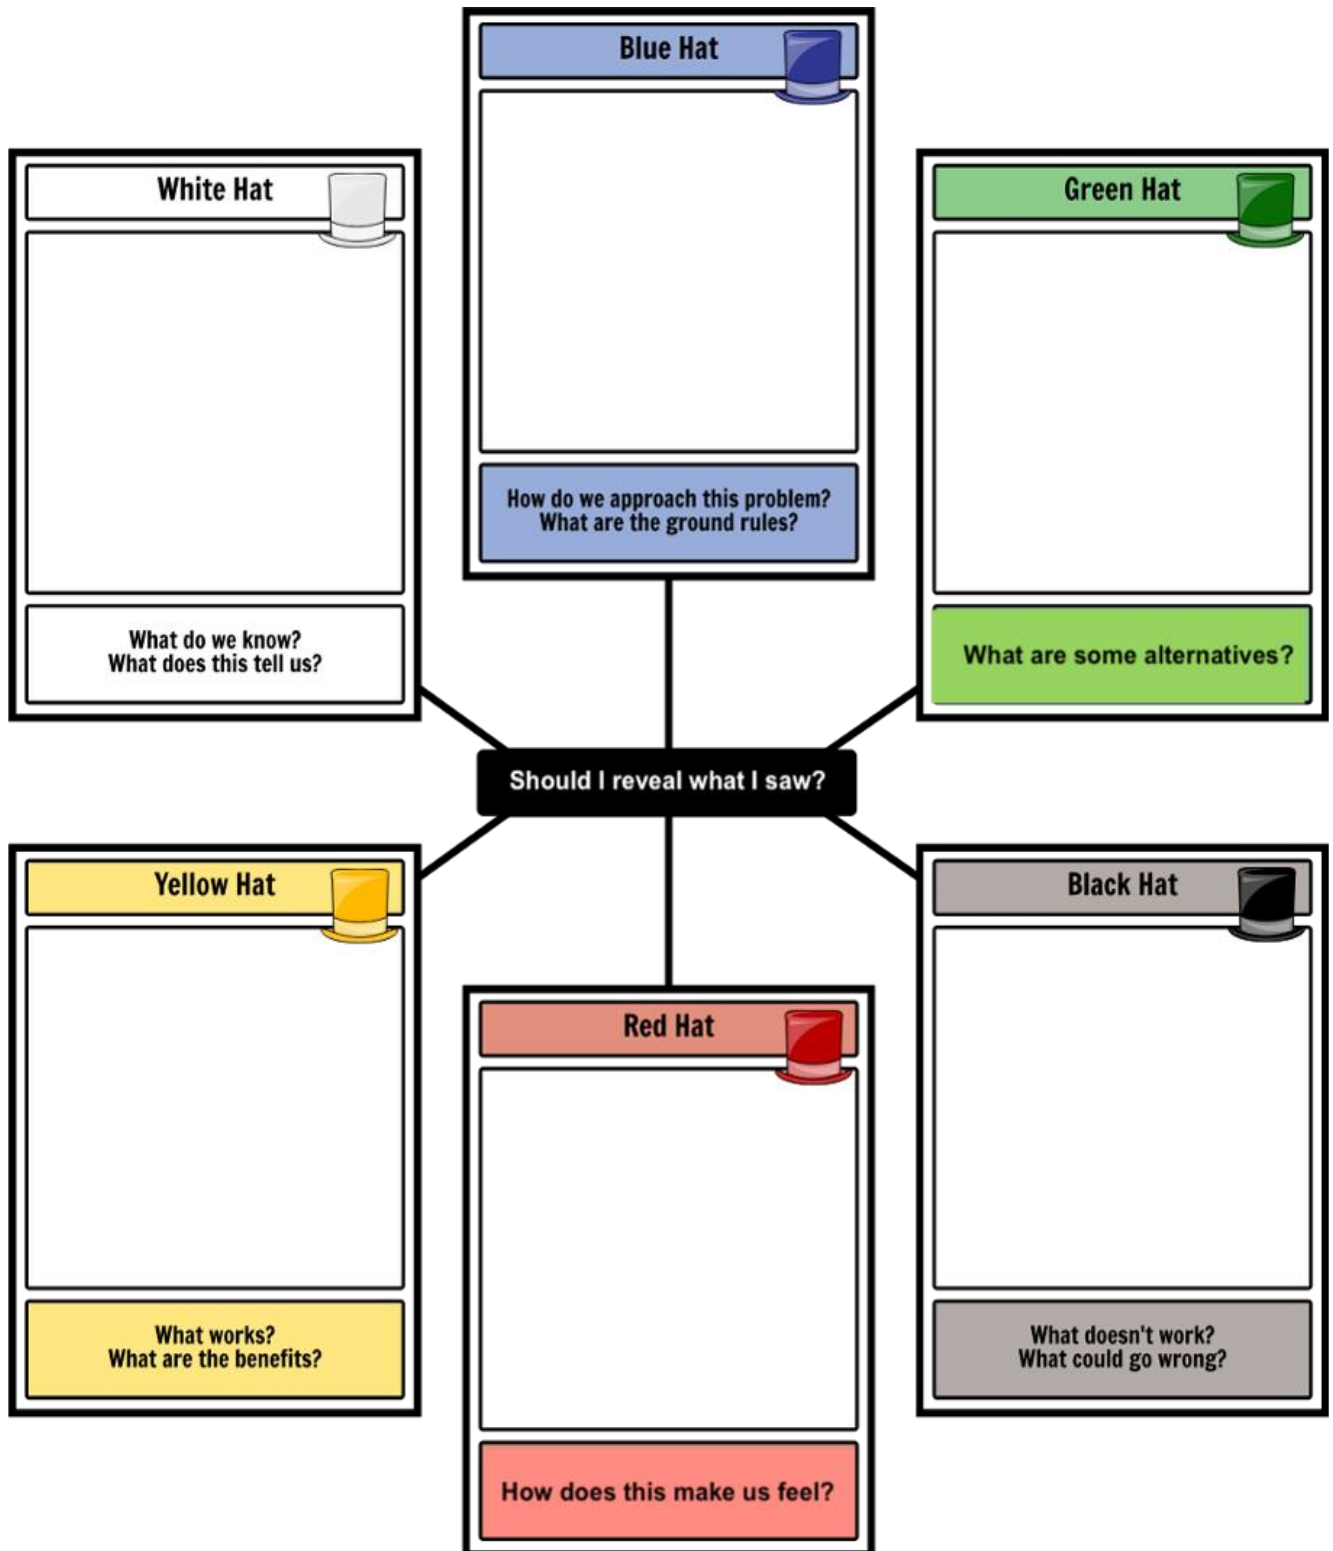 Blue Hat
How do we approach this problem?
What are the ground rules?
White Hat
What do we know?
What does this tell us?
Green Hat
What are some alternatives?
Should I reveal what I saw?
Yellow Hat
What works?
What are the benefits?
Red Hat
How does this make us feel?
Black Hat
What doesn't work?
What could go wrong?